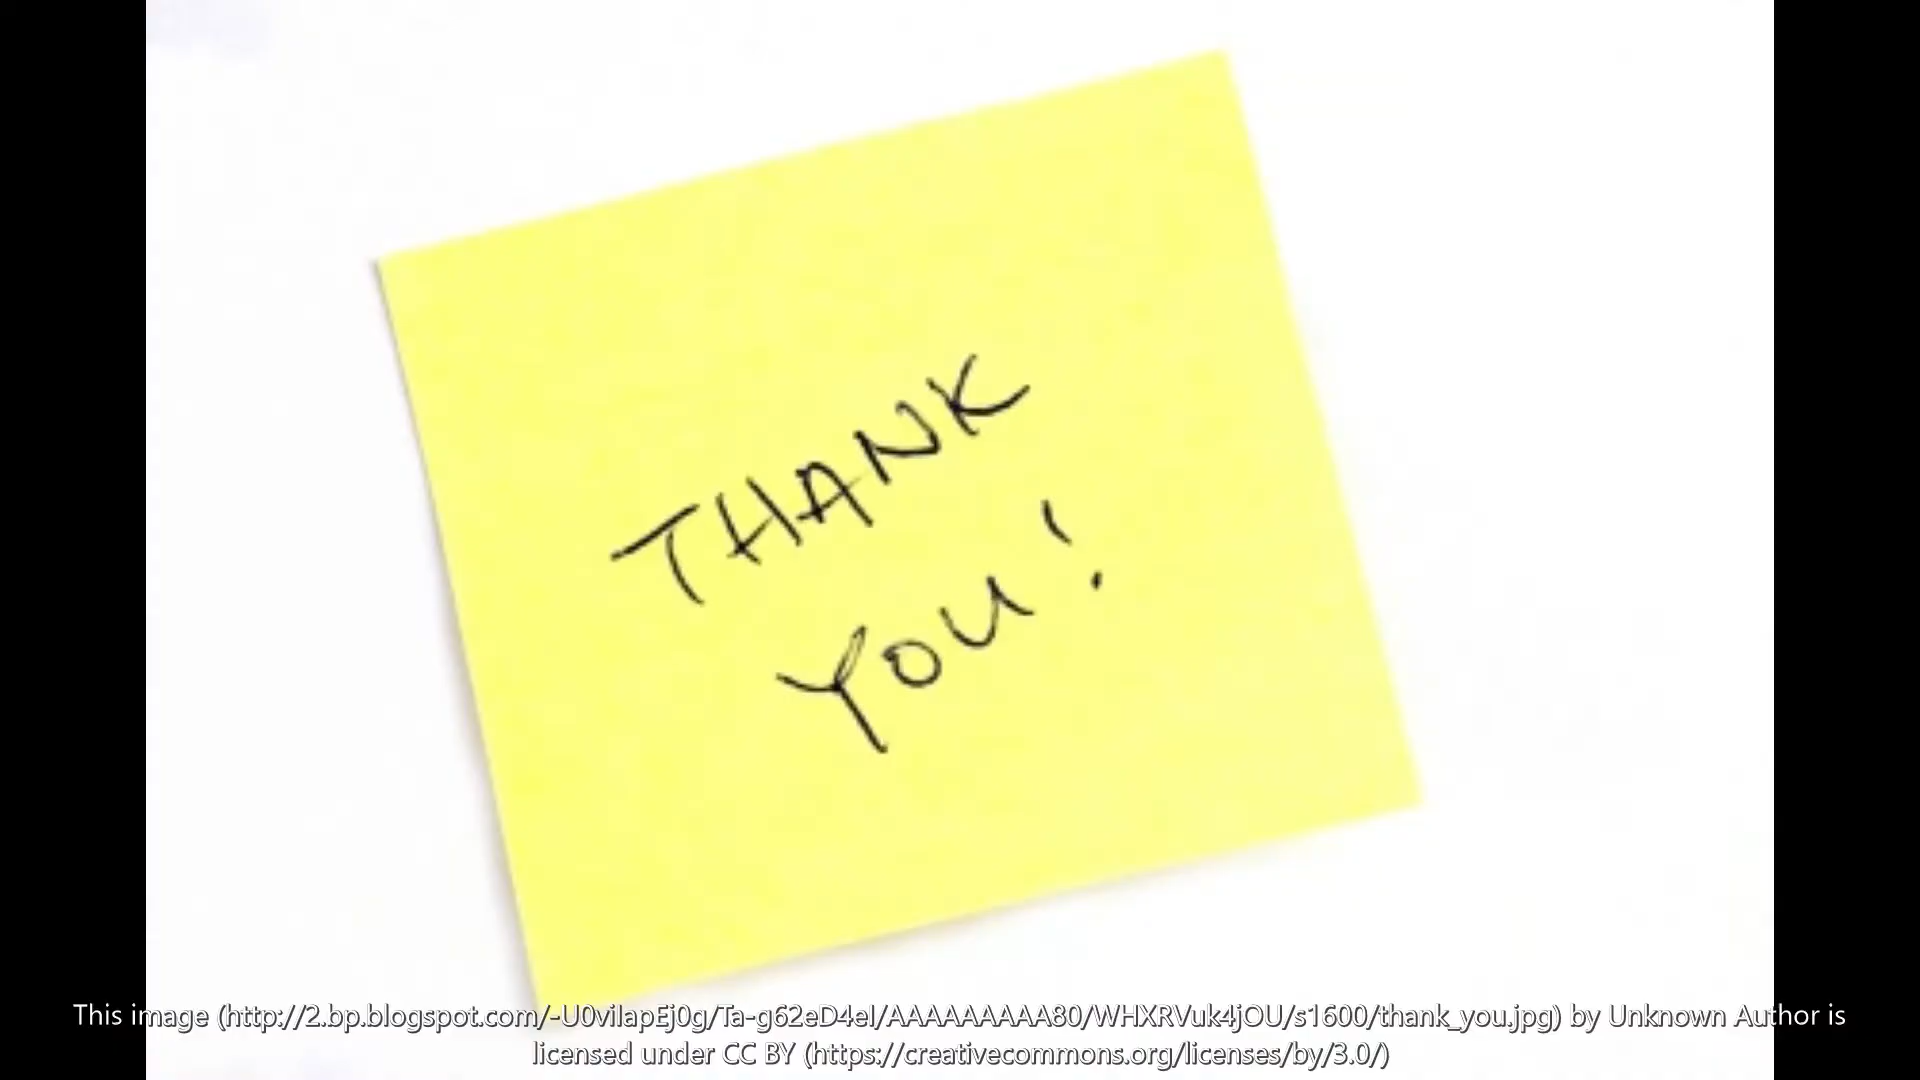 THANK
YOU!
This image (http://2.bp.blogspot.com/-U0vilapEj0g/Ta-g62eD4eI/AAAAAAAAA80/WHXRVuk4jOU/s1600/thank_you.jpg) by Unknown Author is
licensed under CC BY (https://creativecommons.org/licenses/by/3.0/)